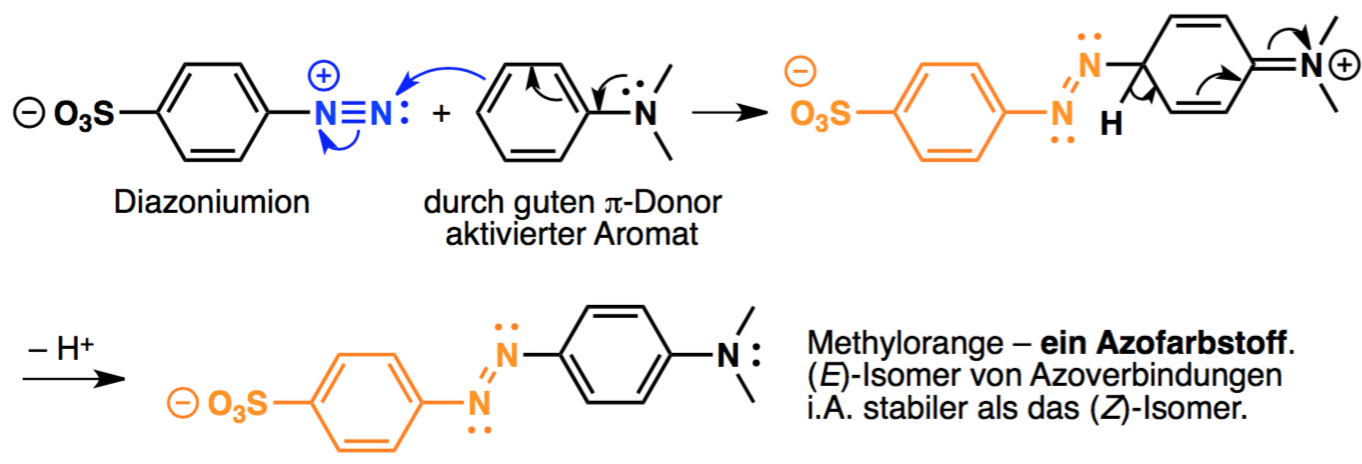 ⊖ O₃S N≡N: ⊕ + N ⊖ O₃S N=N H N ⊕
Diazoniumion
durch guten π-Donor
aktivierter Aromat
– H⁺
⊖ O₃S N=N N:
Methylorange – ein Azofarbstoff.
(E)-Isomer von Azoverbindungen
i.A. stabiler als das (Z)-Isomer.